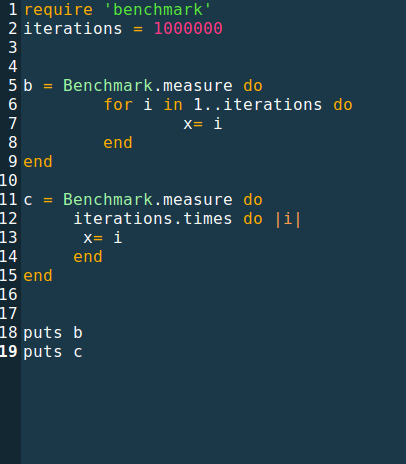 1 require 'benchmark'
2 iterations = 1000000
3
4
5 b = Benchmark.measure do
6         for i in 1..iterations do
7                 x= i
8         end
9 end
10
11 c = Benchmark.measure do
12      iterations.times do |i|
13       x= i
14      end
15 end
16
17
18 puts b
19 puts c